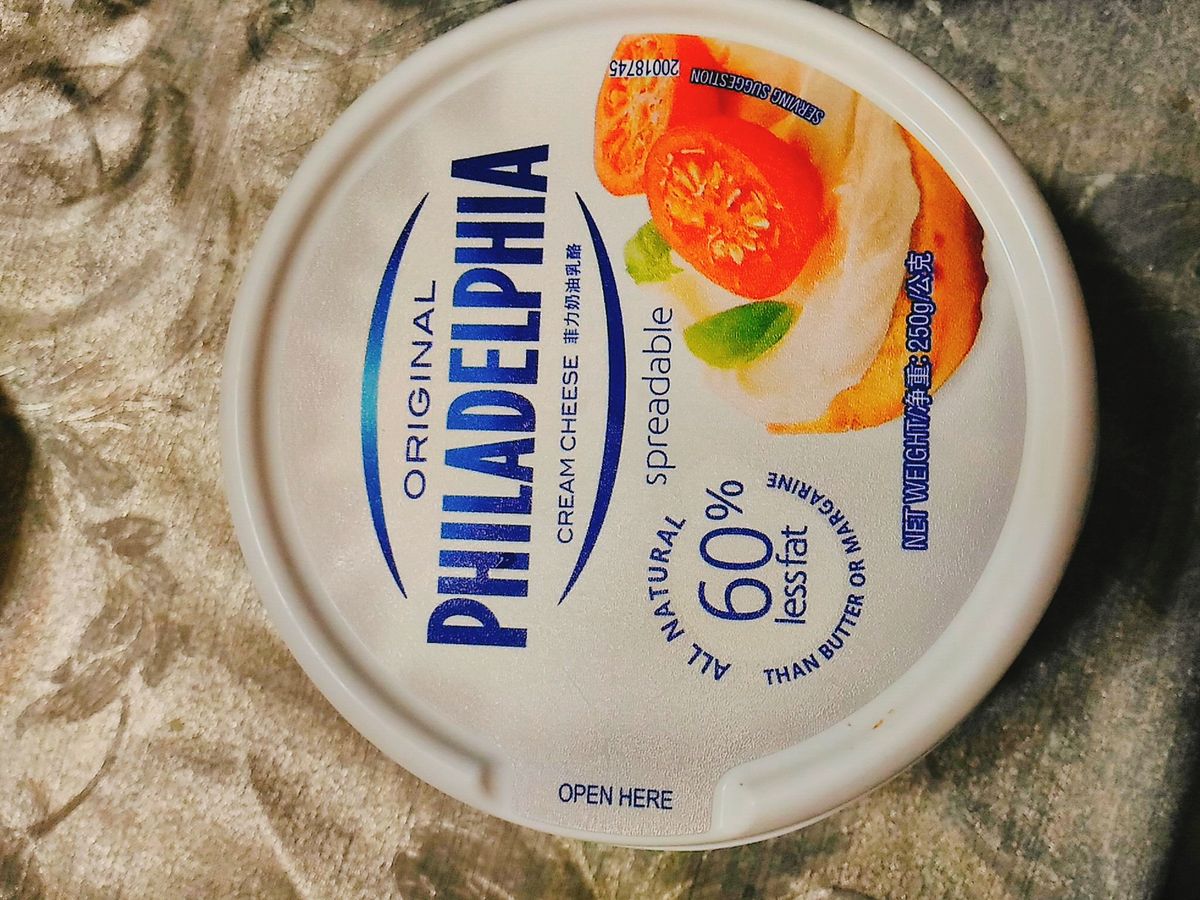 ORIGINAL
PHILADELPHIA
CREAM CHEESE 菲力奶油乳酪
spreadable
ALL NATURAL
60%
less fat
THAN BUTTER OR MARGARINE
20018745
SERVING SUGGESTION
NET WEIGHT/净重: 250g/公克
OPEN HERE